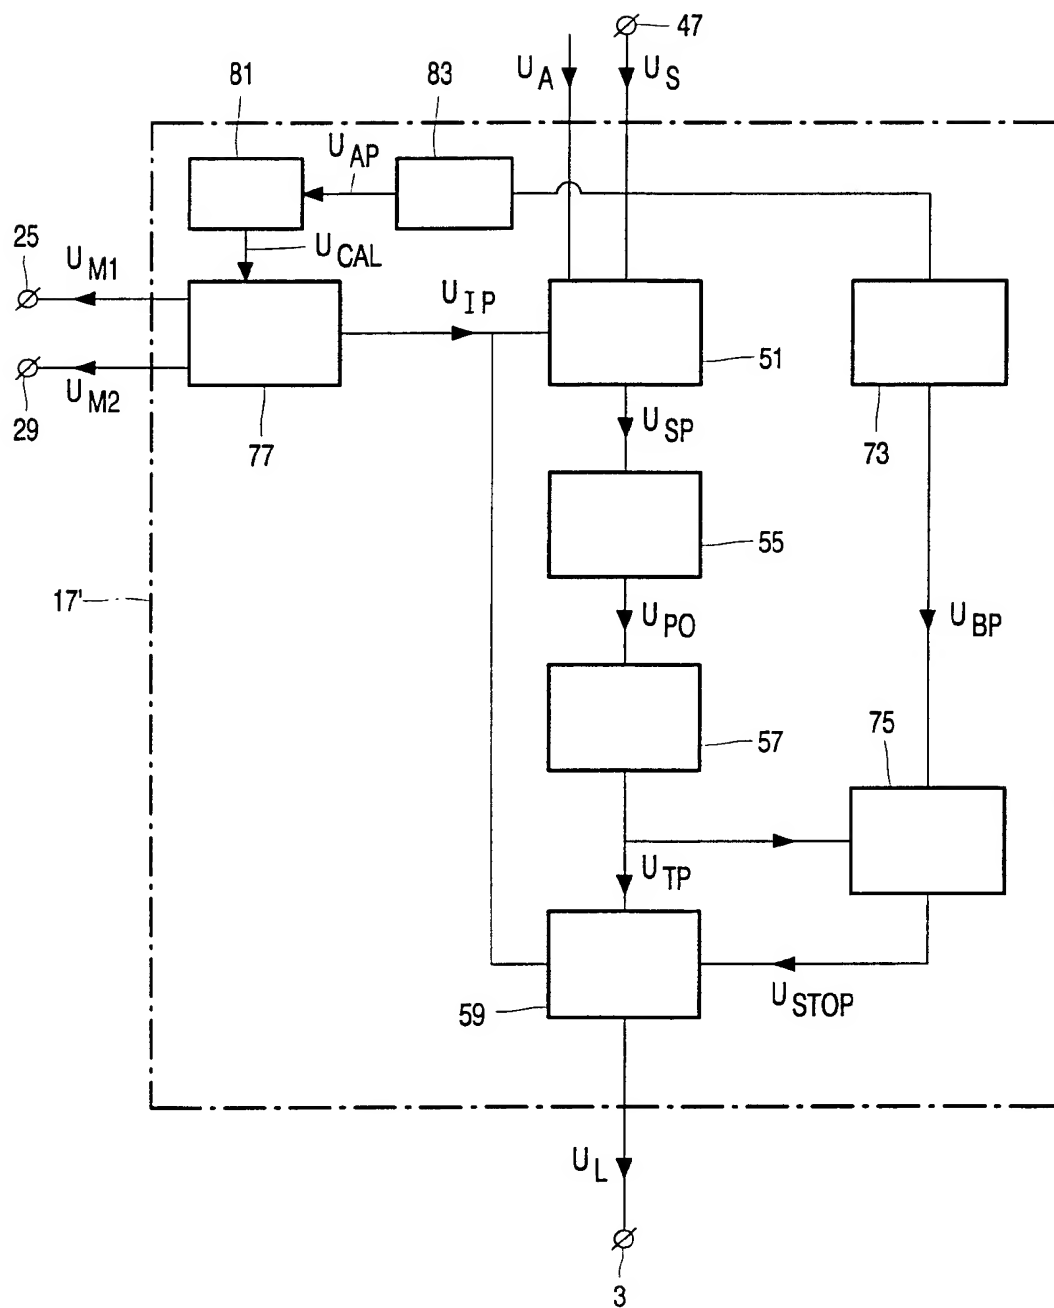 47
81
83
U_A
U_S
U_AP
25
U_M1
U_CAL
U_IP
51
29
U_M2
77
U_SP
73
55
17'
U_PO
U_BP
57
75
U_TP
59
U_STOP
U_L
3